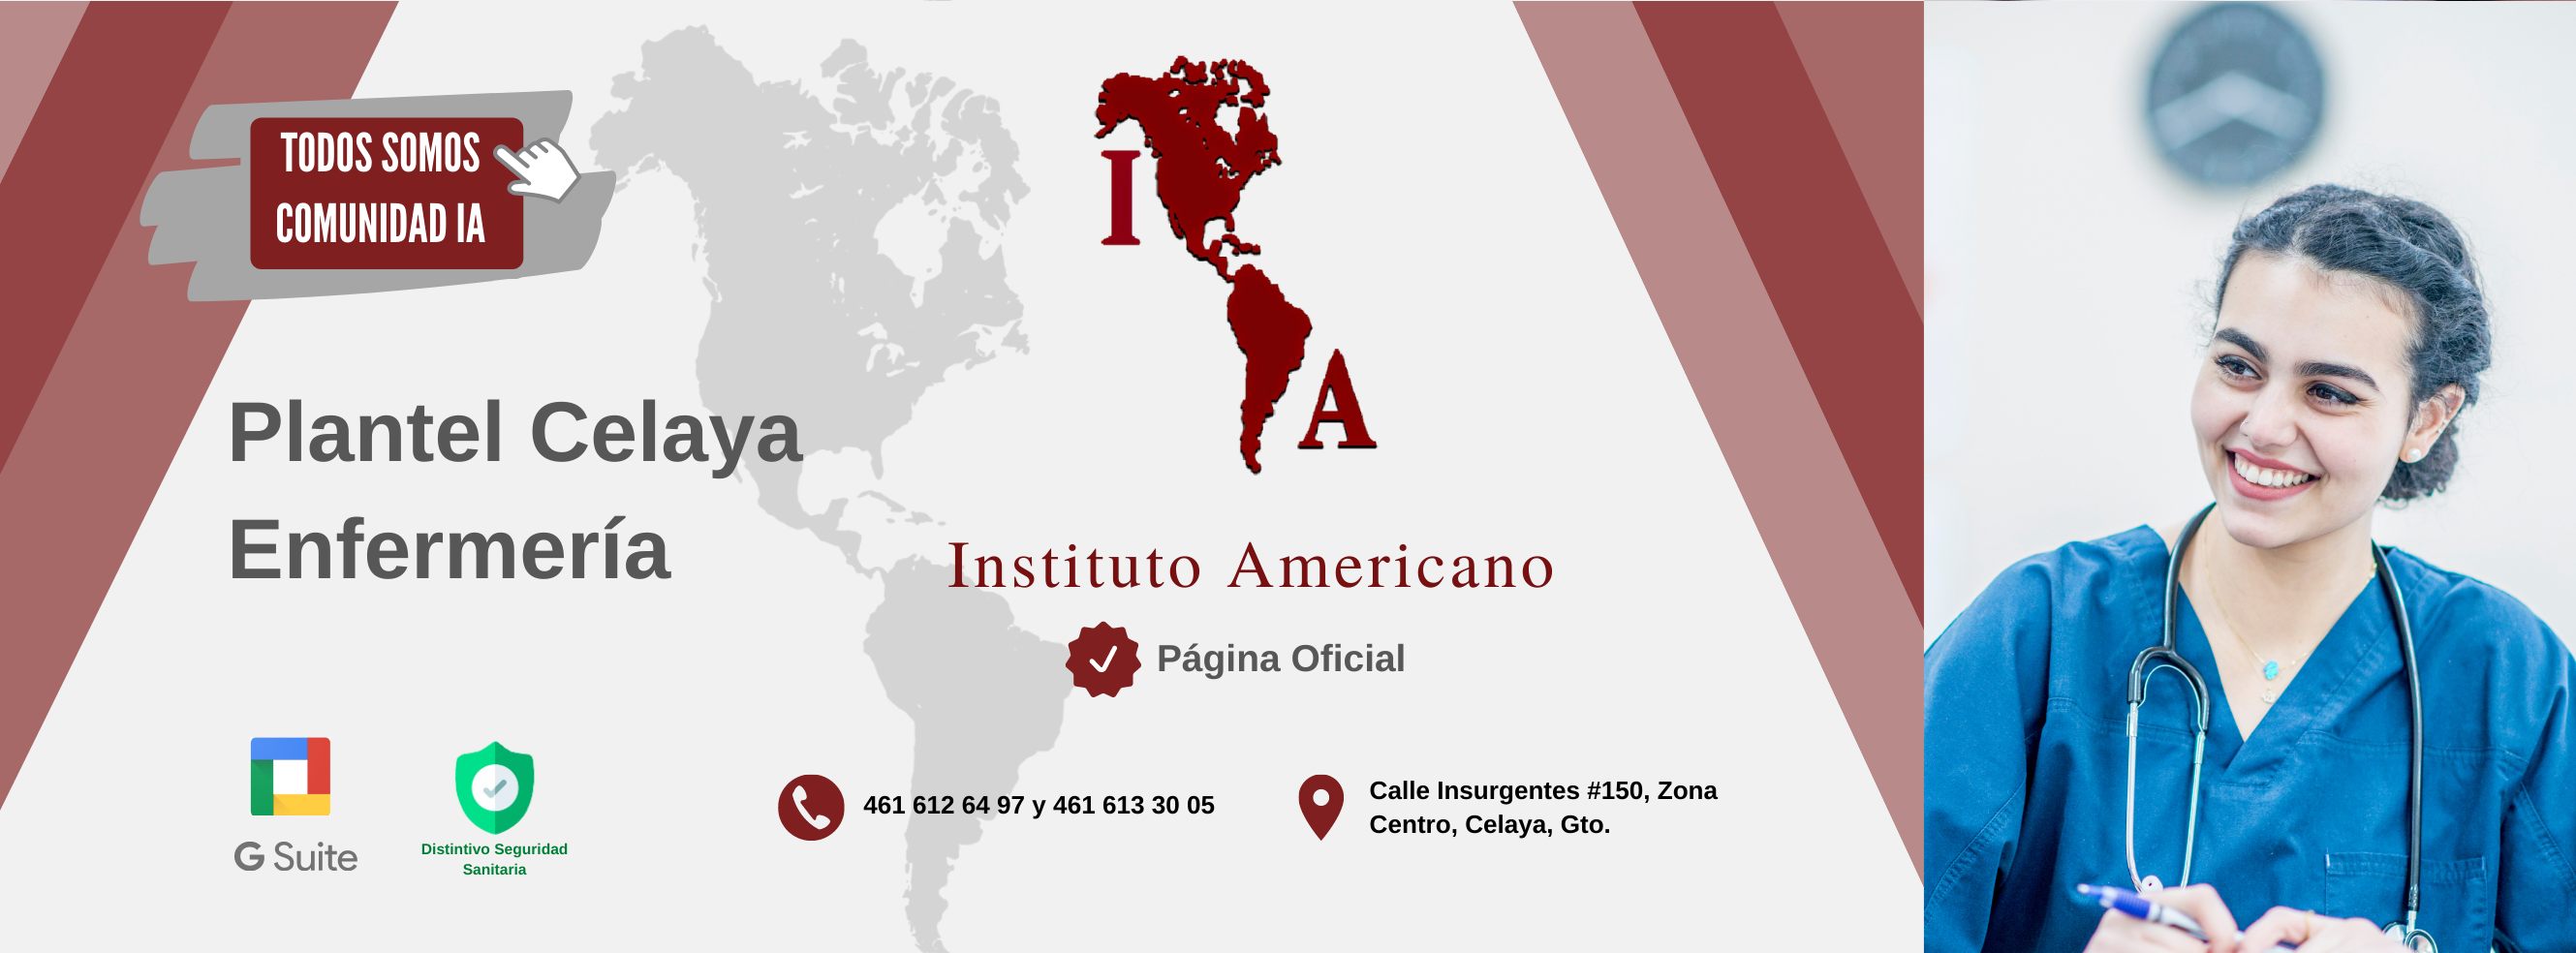 TODOS SOMOS
COMUNIDAD IA
Plantel Celaya
Enfermería
I
A
Instituto Americano
Página Oficial
G Suite
Distintivo Seguridad
Sanitaria
461 612 64 97 y 461 613 30 05
Calle Insurgentes #150, Zona
Centro, Celaya, Gto.